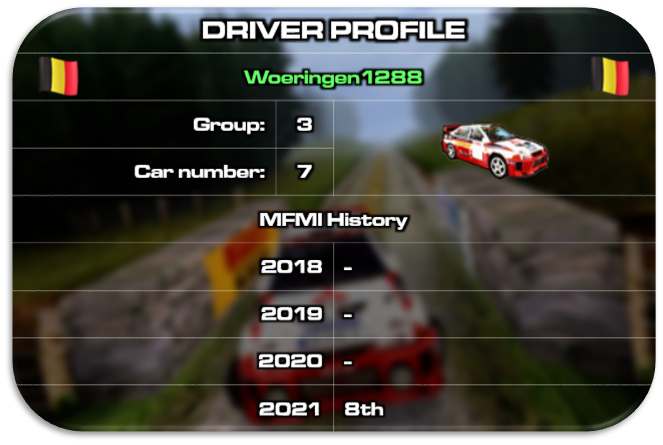 DRIVER PROFILE
Woeringen1288
Group: 3
Car number: 7
MFMI History
2018 -
2019 -
2020 -
2021 8th